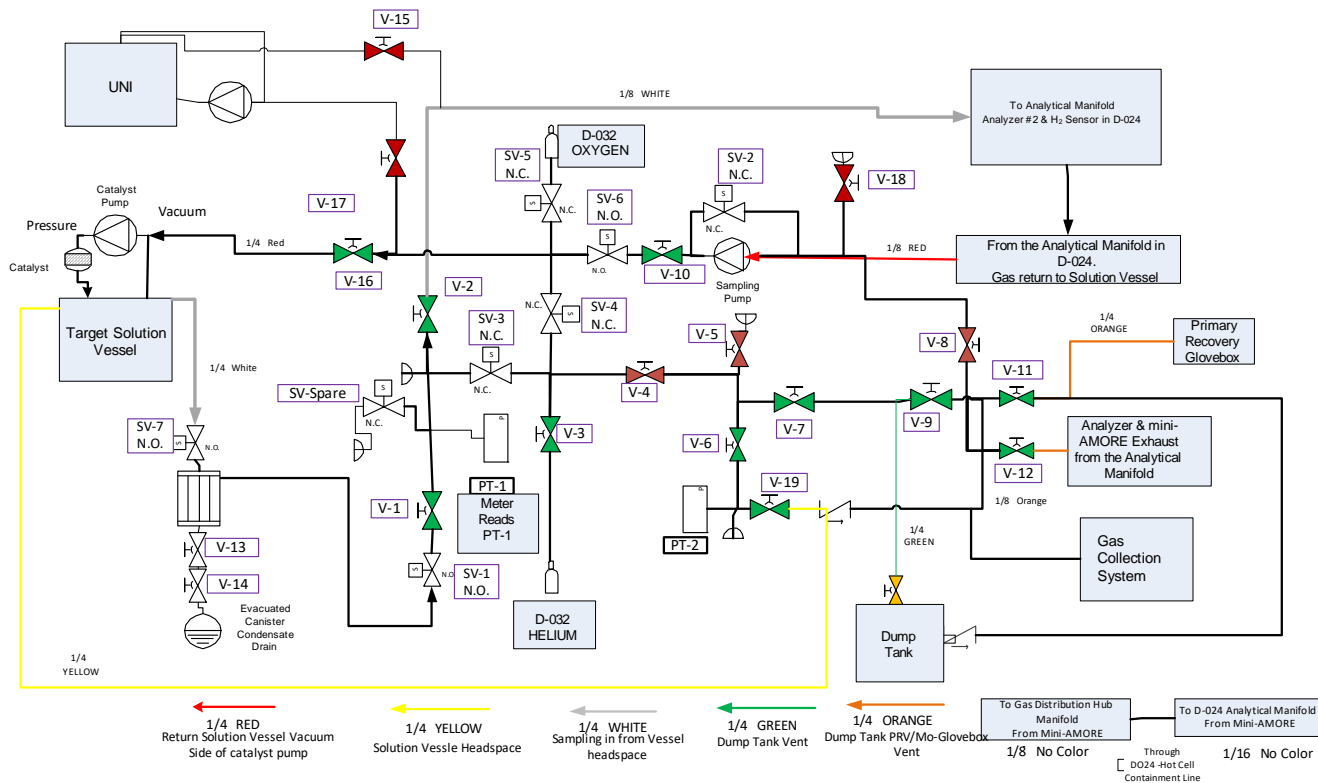 V-15
UNI
1/8 WHITE
To Analytical Manifold
Analyzer #2 & H2 Sensor in D-024
D-032
OXYGEN
SV-5
N.C.
N.C.
SV-2
N.C.
S
N.C.
V-18
SV-6
N.O.
S
N.O.
Catalyst
Pump
Vacuum
V-17
Pressure
Catalyst
1/4 Red
V-16
V-10
Sampling
Pump
1/8 RED
From the Analytical Manifold in
D-024.
Gas return to Solution Vessel
V-2
N.C.
S
SV-4
N.C.
SV-3
N.C.
S
N.C.
V-5
V-8
1/4
ORANGE
Primary
Recovery
Glovebox
Target Solution
Vessel
1/4 White
SV-Spare
S
N.C.
P
V-4
V-11
V-7
V-9
SV-7
N.O.
S
N.O.
V-3
V-6
Analyzer & mini-
AMORE Exhaust
from the Analytical
Manifold
V-12
V-1
PT-1
Meter
Reads
PT-1
V-19
P
PT-2
1/8 Orange
1/4
GREEN
Gas
Collection
System
V-13
V-14
S
N.O
SV-1
N.O.
Evacuated
Canister
Condensate
Drain
D-032
HELIUM
Dump
Tank
1/4
YELLOW
1/4 RED
Return Solution Vessel Vacuum
Side of catalyst pump
1/4 YELLOW
Solution Vessle Headspace
1/4 WHITE
Sampling in from Vessel
headspace
1/4 GREEN
Dump Tank Vent
1/4 ORANGE
Dump Tank PRV/Mo-Glovebox
Vent
To Gas Distribution Hub
Manifold
From Mini-AMORE
1/8 No Color
To D-024 Analytical Manifold
From Mini-AMORE
1/16 No Color
Through
DO24 -Hot Cell
Containment Line